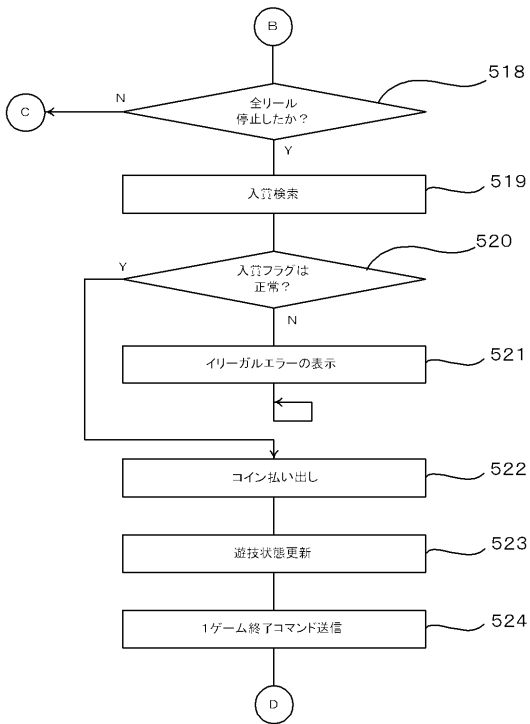 B
518
N
全リール
停止したか？
C
Y
519
入賞検索
520
Y
入賞フラグは
正常？
N
521
イリーガルエラーの表示
522
コイン払い出し
523
遊技状態更新
524
1ゲーム終了コマンド送信
D